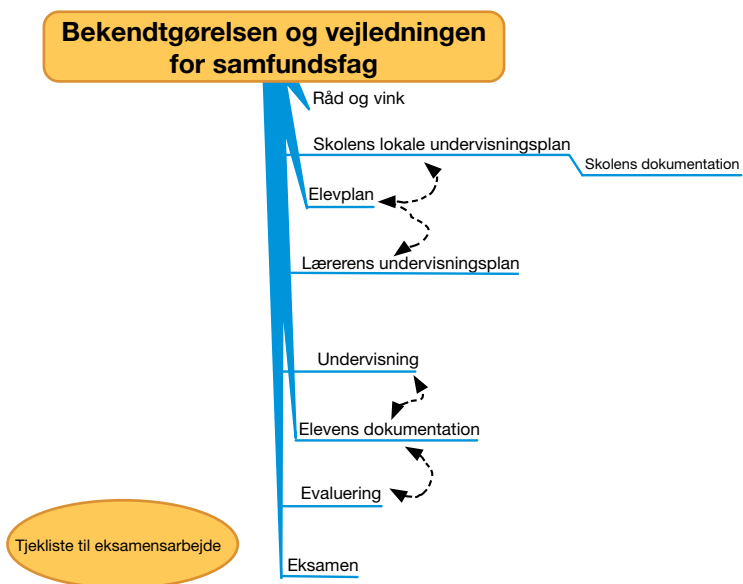 Bekendtgørelsen og vejledningen
for samfundsfag
Råd og vink
Skolens lokale undervisningsplan
Skolens dokumentation
Elevplan
Lærerens undervisningsplan
Undervisning
Elevens dokumentation
Evaluering
Tjekliste til eksamensarbejde
Eksamen